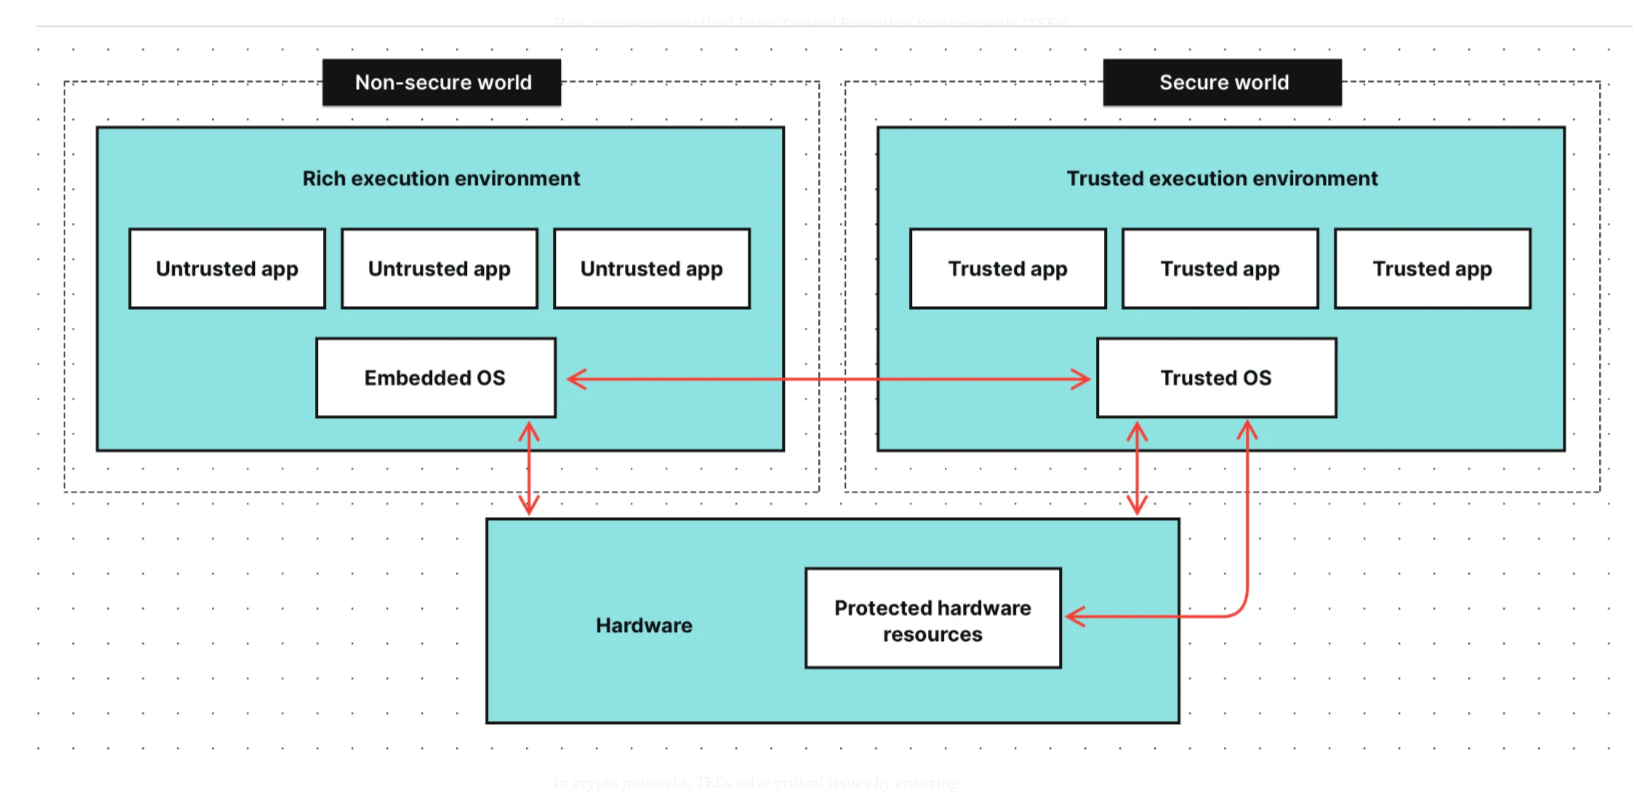 How can we prevent this? Enter Trusted Execution Environments (TEEs)
Non-secure world
Secure world
Rich execution environment
Trusted execution environment
Untrusted app
Untrusted app
Untrusted app
Trusted app
Trusted app
Trusted app
Embedded OS
Trusted OS
Hardware
Protected hardware
resources
In crypto networks, TEEs solve critical issues by ensuring: